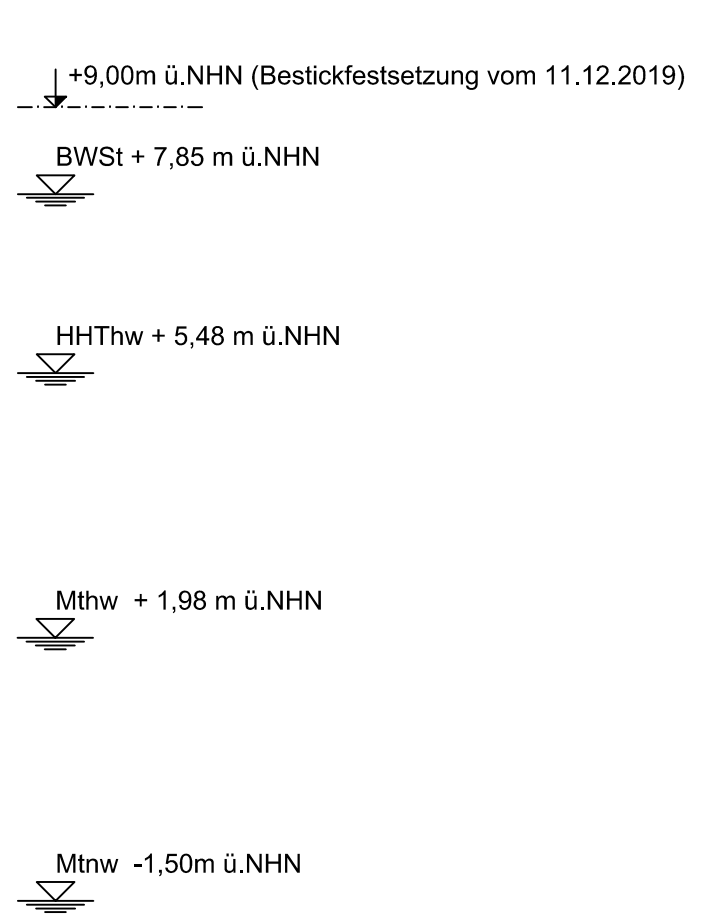 +9,00m ü.NHN (Bestickfestsetzung vom 11.12.2019)
BWSt + 7,85 m ü.NHN
HHThw + 5,48 m ü.NHN
Mthw + 1,98 m ü.NHN
Mtnw -1,50m ü.NHN